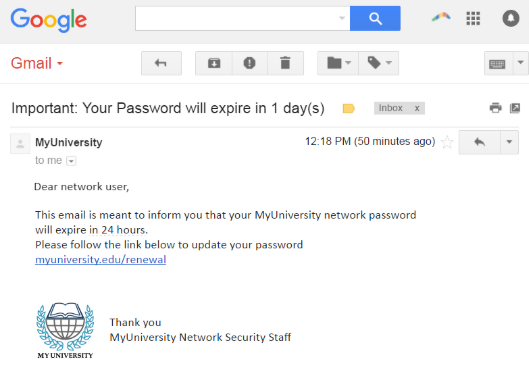 Google
Gmail
Important: Your Password will expire in 1 day(s)
Inbox x
MyUniversity
12:18 PM (50 minutes ago)
to me
Dear network user,
This email is meant to inform you that your MyUniversity network password
will expire in 24 hours.
Please follow the link below to update your password
myuniversity.edu/renewal
Thank you
MyUniversity Network Security Staff
MY UNIVERSITY